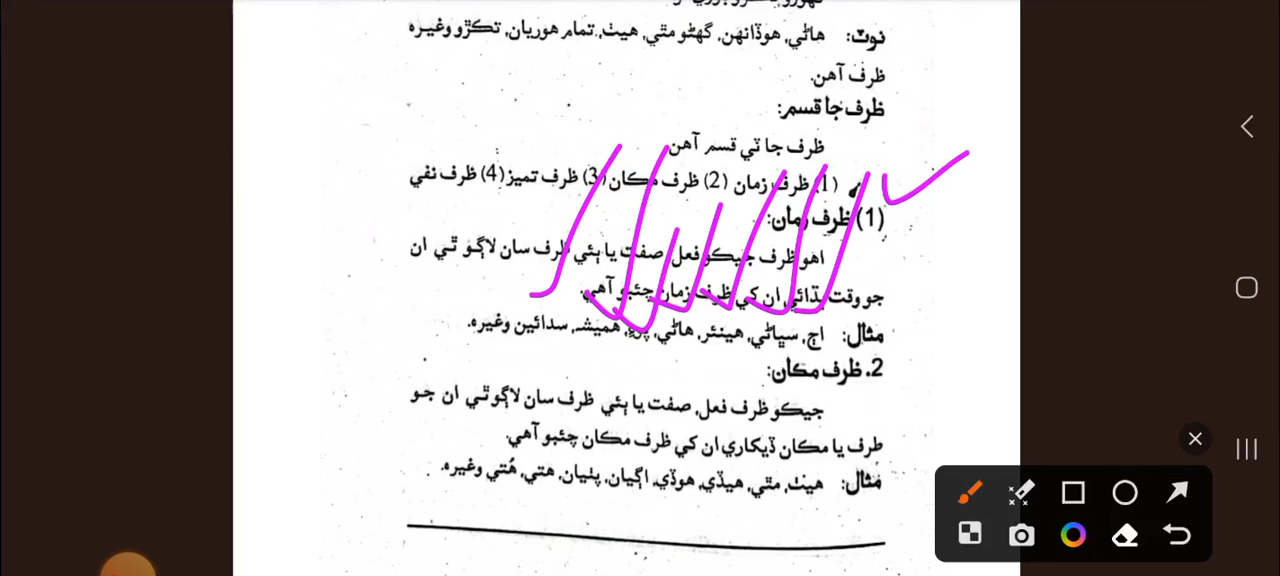 نوٽ: هاڻي، هوڏانهن، گهڻو مٿي، هيٺ، تمام هوريان، تڪڙو وغيره
ظرف آهن.
ظرف جا قسم:
ظرف جا ٽي قسم آهن
(1) ظرف زمان (2) ظرف مڪان (3) ظرف تميز (4) ظرف نفي
(1) ظرف زمان:
اهو ظرف جيڪو فعل، صفت يا ٻئي ظرف سان لاڳو ٿي ان
جو وقت ٻڌائي ان کي ظرف زمان چئبو آهي.
مثال: اڄ، سڀاڻي، هينئر، هاڻي، پرءِ، هميشه، سدائين وغيره.
2. ظرف مڪان:
جيڪو ظرف فعل، صفت يا ٻئي ظرف سان لاڳو ٿي ان جو
طرف يا مڪان ڏيکاري ان کي ظرف مڪان چئبو آهي.
مثال: هيٺ، مٿي، هيڏي، هوڏي، اڳيان، پٺيان، هتي، هُتي وغيره.